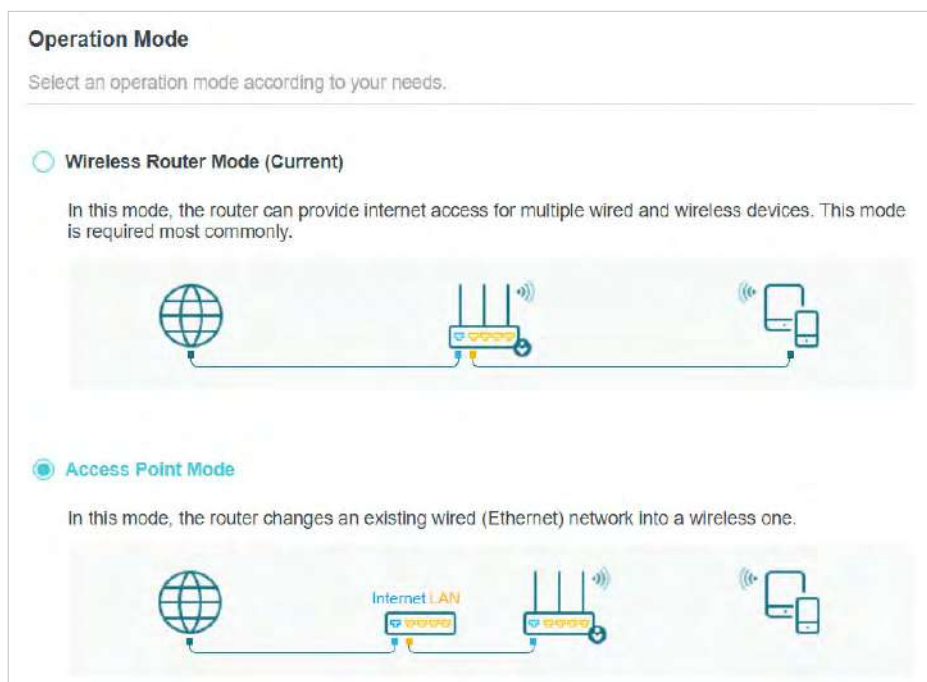 Operation Mode
Select an operation mode according to your needs.
Wireless Router Mode (Current)
In this mode, the router can provide internet access for multiple wired and wireless devices. This mode
is required most commonly.
Access Point Mode
In this mode, the router changes an existing wired (Ethernet) network into a wireless one.
Internet LAN